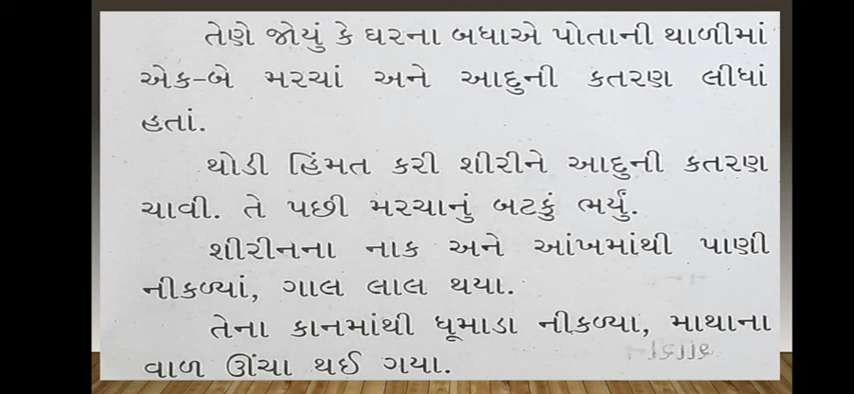 તેણે જોયું કે ઘરના બધાએ પોતાની થાળીમાં
એક-બે મરચાં અને આદુની કતરણ લીધાં
હતાં.
થોડી હિંમત કરી શીરીને આદુની કતરણ
ચાવી. તે પછી મરચાનું બટકું ભર્યું.
શીરીનના નાક અને આંખમાંથી પાણી
નીકળ્યાં, ગાલ લાલ થયા.
તેના કાનમાંથી ધૂમાડા નીકળ્યા, માથાના
વાળ ઊંચા થઈ ગયા.